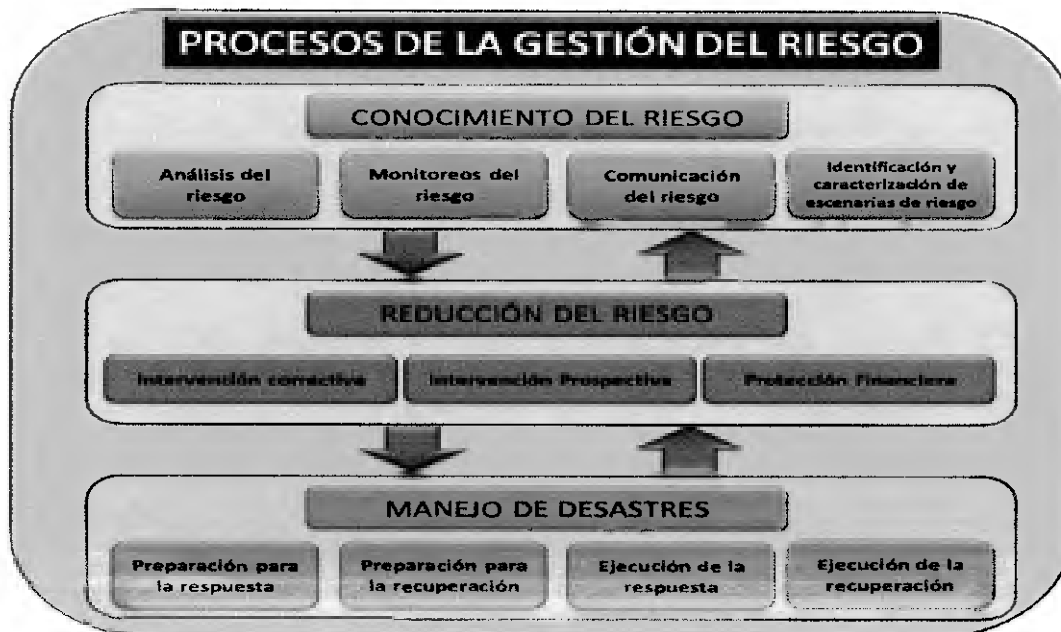 PROCESOS DE LA GESTIÓN DEL RIESGO
CONOCIMIENTO DEL RIESGO
Análisis del
riesgo
Monitoreos del
riesgo
Comunicación
del riesgo
Identificación y
caracterización de
escenarias de riesgo
REDUCCIÓN DEL RIESGO
Intervención correctiva
Intervención Prospectiva
Protección Financiera
MANEJO DE DESASTRES
Preparación para
la respuesta
Preparación para
la recuperación
Ejecución de la
respuesta
Ejecución de la
recuperación